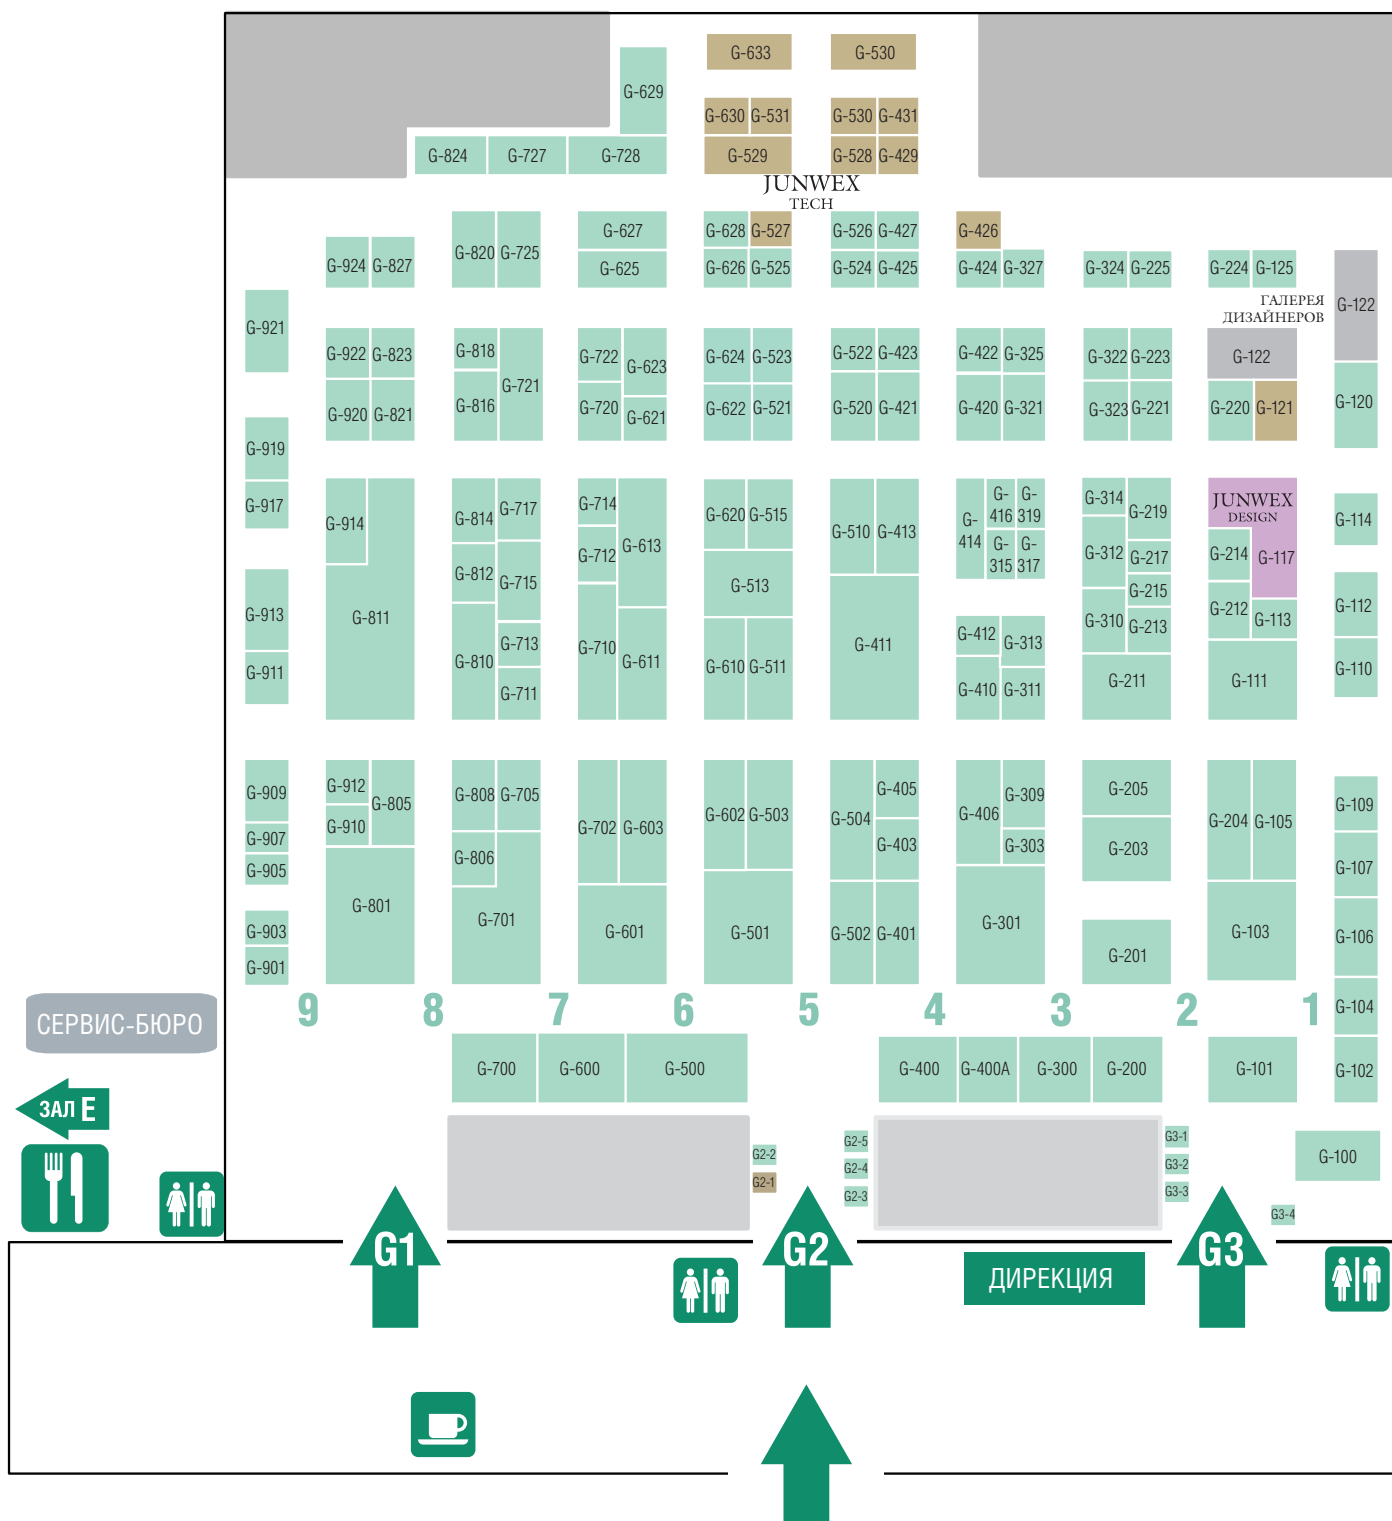 G-633 G-530
G-629
G-630 G-531 G-530 G-431
G-824 G-727 G-728 G-529 G-528 G-429
JUNWEX
TECH
G-820 G-725 G-627 G-628 G-527 G-526 G-427 G-426
G-924 G-827 G-625 G-626 G-525 G-524 G-425 G-424 G-327 G-324 G-225 G-224 G-125
ГАЛЕРЕЯ
ДИЗАЙНЕРОВ
G-122
G-921
G-922 G-823 G-818 G-721 G-722 G-623 G-624 G-523 G-522 G-423 G-422 G-325 G-322 G-223 G-122
G-920 G-821 G-816 G-720 G-621 G-622 G-521 G-520 G-421 G-420 G-321 G-323 G-221 G-220 G-121 G-120
G-919
G-917
G-914 G-814 G-717 G-714 G-613 G-620 G-515 G-510 G-413
G-
414
G-
416
G-
319
G-
315
G-
317
G-314 G-219
JUNWEX
DESIGN
G-117
G-114
G-812 G-715 G-712 G-513 G-312 G-217 G-214
G-215
G-913 G-811 G-810 G-713 G-710 G-611 G-610 G-511 G-411 G-412 G-313 G-310 G-213 G-212 G-113 G-112
G-911 G-711 G-410 G-311 G-211 G-111 G-110
G-909 G-912 G-805 G-808 G-705 G-702 G-603 G-602 G-503 G-504 G-405 G-406 G-309 G-205 G-204 G-105 G-109
G-907 G-910 G-806 G-403 G-303 G-203 G-107
G-905
G-903 G-801 G-701 G-601 G-501 G-502 G-401 G-301 G-201 G-103 G-106
G-901
9 8 7 6 5 4 3 2 1
G-104
СЕРВИС-БЮРО
G-700 G-600 G-500 G-400 G-400A G-300 G-200 G-101 G-102
ЗАЛ E
G2-2 G2-5 G3-1 G-100
G2-1 G2-4 G3-2
G2-3 G3-3
G3-4
G1 G2 G3
ДИРЕКЦИЯ